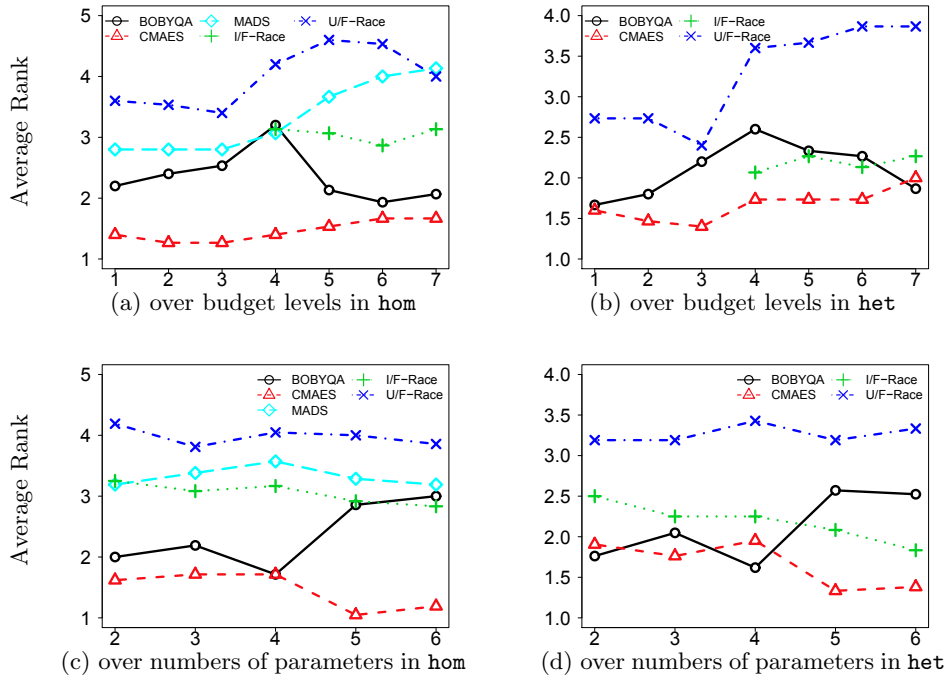 BOBYQA MADS U/F−Race
CMAES I/F−Race
5
4
3
2
1
1 2 3 4 5 6 7
Average Rank
(a) over budget levels in hom
BOBYQA I/F−Race
CMAES U/F−Race
4.0
3.5
3.0
2.5
2.0
1.5
1.0
1 2 3 4 5 6 7
(b) over budget levels in het
BOBYQA I/F−Race
CMAES U/F−Race
MADS
5
4
3
2
1
2 3 4 5 6
Average Rank
(c) over numbers of parameters in hom
BOBYQA I/F−Race
CMAES U/F−Race
4.0
3.5
3.0
2.5
2.0
1.5
1.0
2 3 4 5 6
(d) over numbers of parameters in het